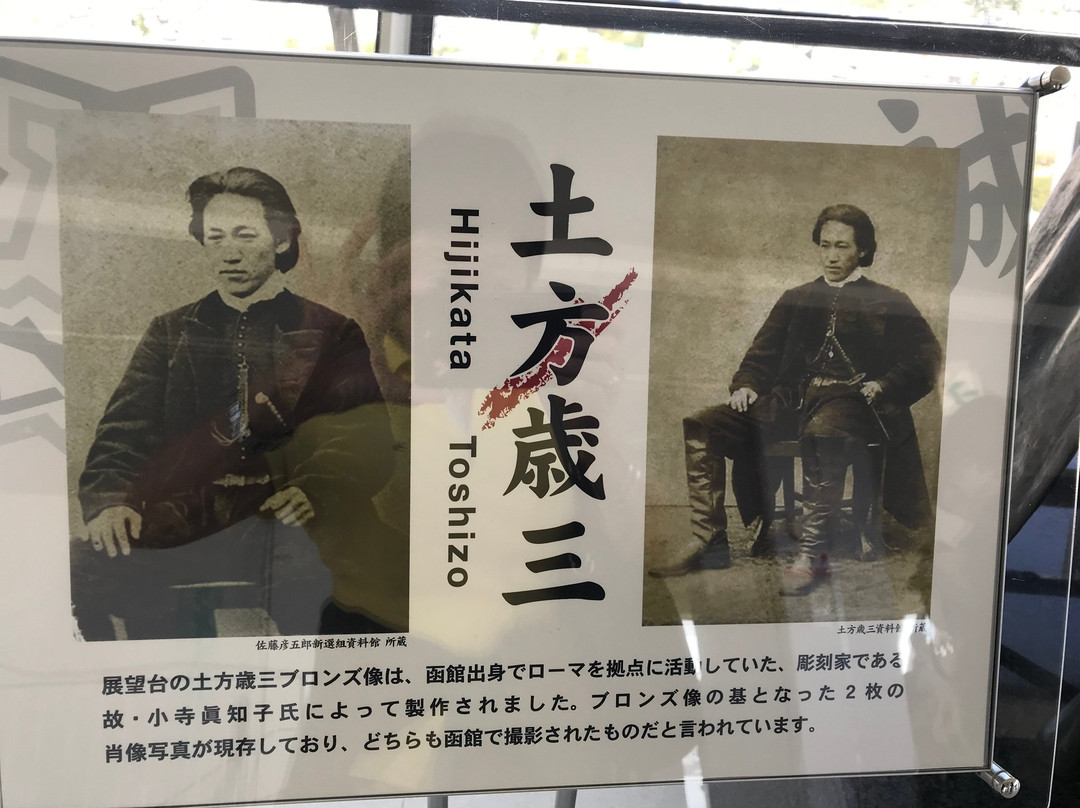 誠
土方歳三
Hijikata Toshizo
佐藤彦五郎新選組資料館 所蔵
土方歳三資料館 所蔵
展望台の土方歳三ブロンズ像は、函館出身でローマを拠点に活動していた、彫刻家である
故・小寺眞知子氏によって製作されました。ブロンズ像の基となった2枚の
肖像写真が現存しており、どちらも函館で撮影されたものだと言われています。